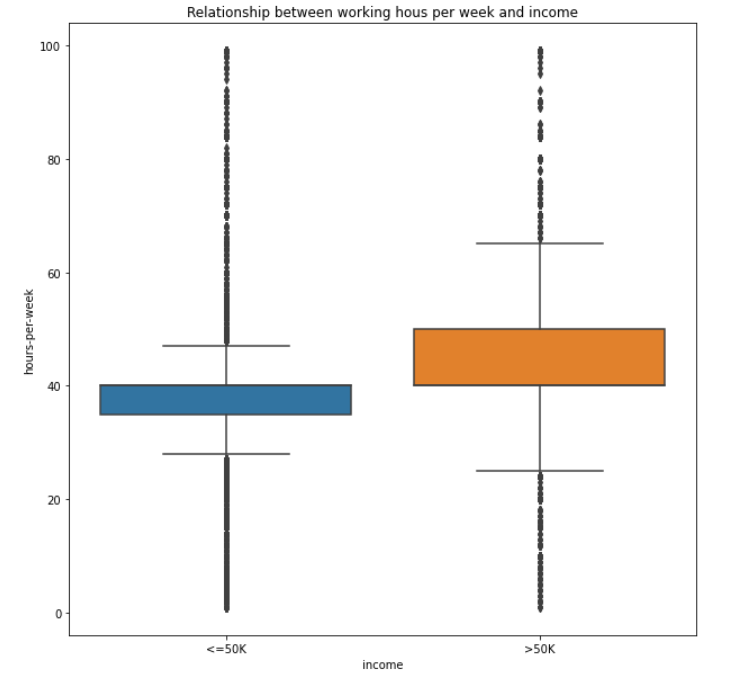 Relationship between working hous per week and income
100
80
60
40
20
0
hours-per-week
<=50K
>50K
income